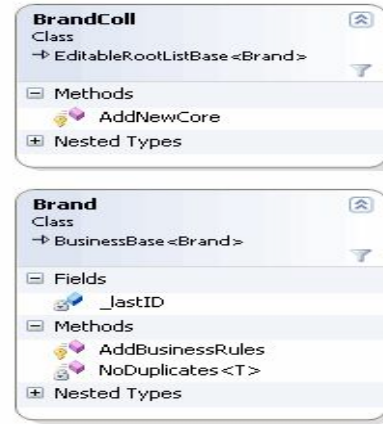 BrandColl
Class
EditableRootListBase<Brand>
Methods
AddNewCore
Nested Types
Brand
Class
BusinessBase<Brand>
Fields
_lastID
Methods
AddBusinessRules
NoDuplicates<T>
Nested Types